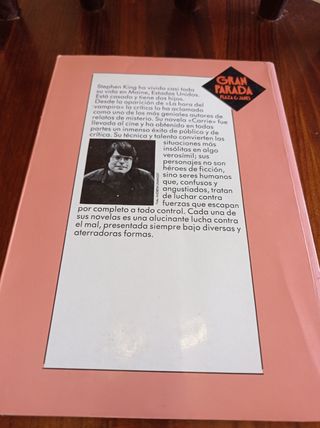 GRAN
PARADA
PLAZA & JANES
Stephen King ha vivido casi toda
su vida en Maine, Estados Unidos.
Está casado y tiene dos hijos.
Desde la aparición de «La hora del
vampiro» la crítica lo ha aclamado
como uno de los más geniales autores de
relatos de misterio. Su novela «Carrie» fue
llevada al cine y ha obtenido en todas
partes un inmenso éxito de público y de
crítica. Su técnica y talento convierten las
situaciones más
insólitas en algo
verosímil; sus
personajes no son
héroes de ficción,
sino seres humanos
que, confusos y
angustiados, tratan
de luchar contra
fuerzas que escapan
por completo a todo control. Cada una de
sus novelas es una alucinante lucha contra
el mal, presentada siempre bajo diversas y
aterradoras formas.